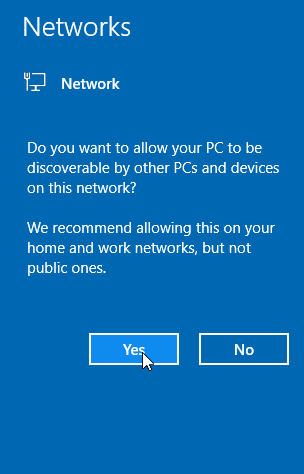 Networks
Network
Do you want to allow your PC to be
discoverable by other PCs and devices
on this network?
We recommend allowing this on your
home and work networks, but not
public ones.
Yes
No